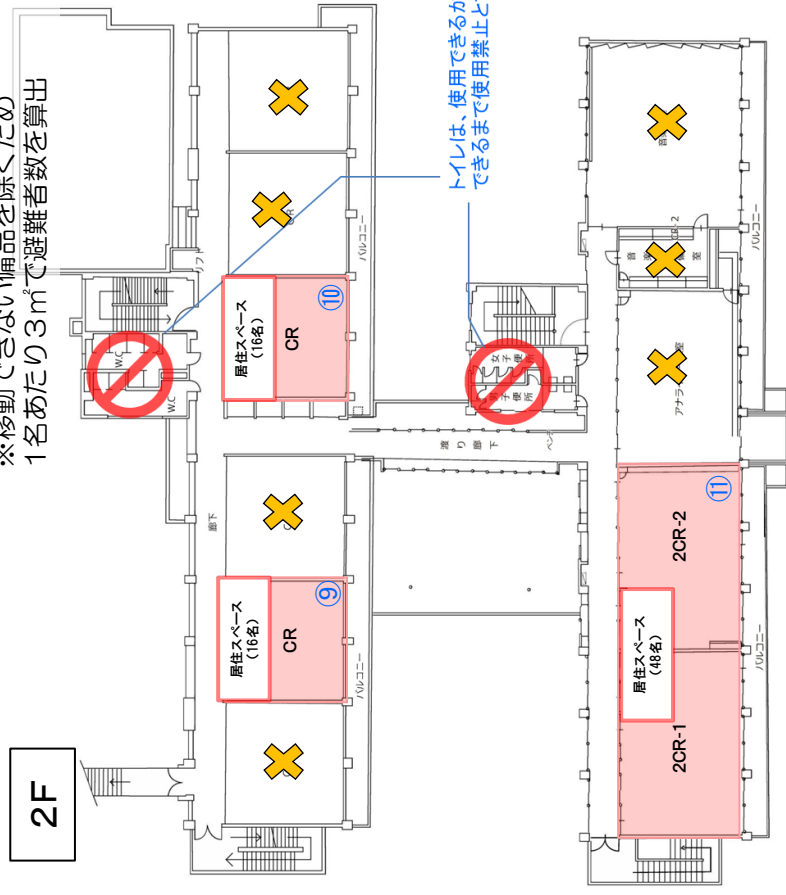 ※移動できない備品を除くため
1名あたり3㎡で避難者数を算出
2F
トイレは、使用できるか
できるまで使用禁止と
W.C
W.C
リフト
居住スペース
(16名)
CR
⑩
バルコニー
廊下
居住スペース
(16名)
CR
⑨
バルコニー
女子便所
男子便所
渡り廊下
居住スペース
(48名)
2CR-1
2CR-2
⑪
バルコニー
バルコニー